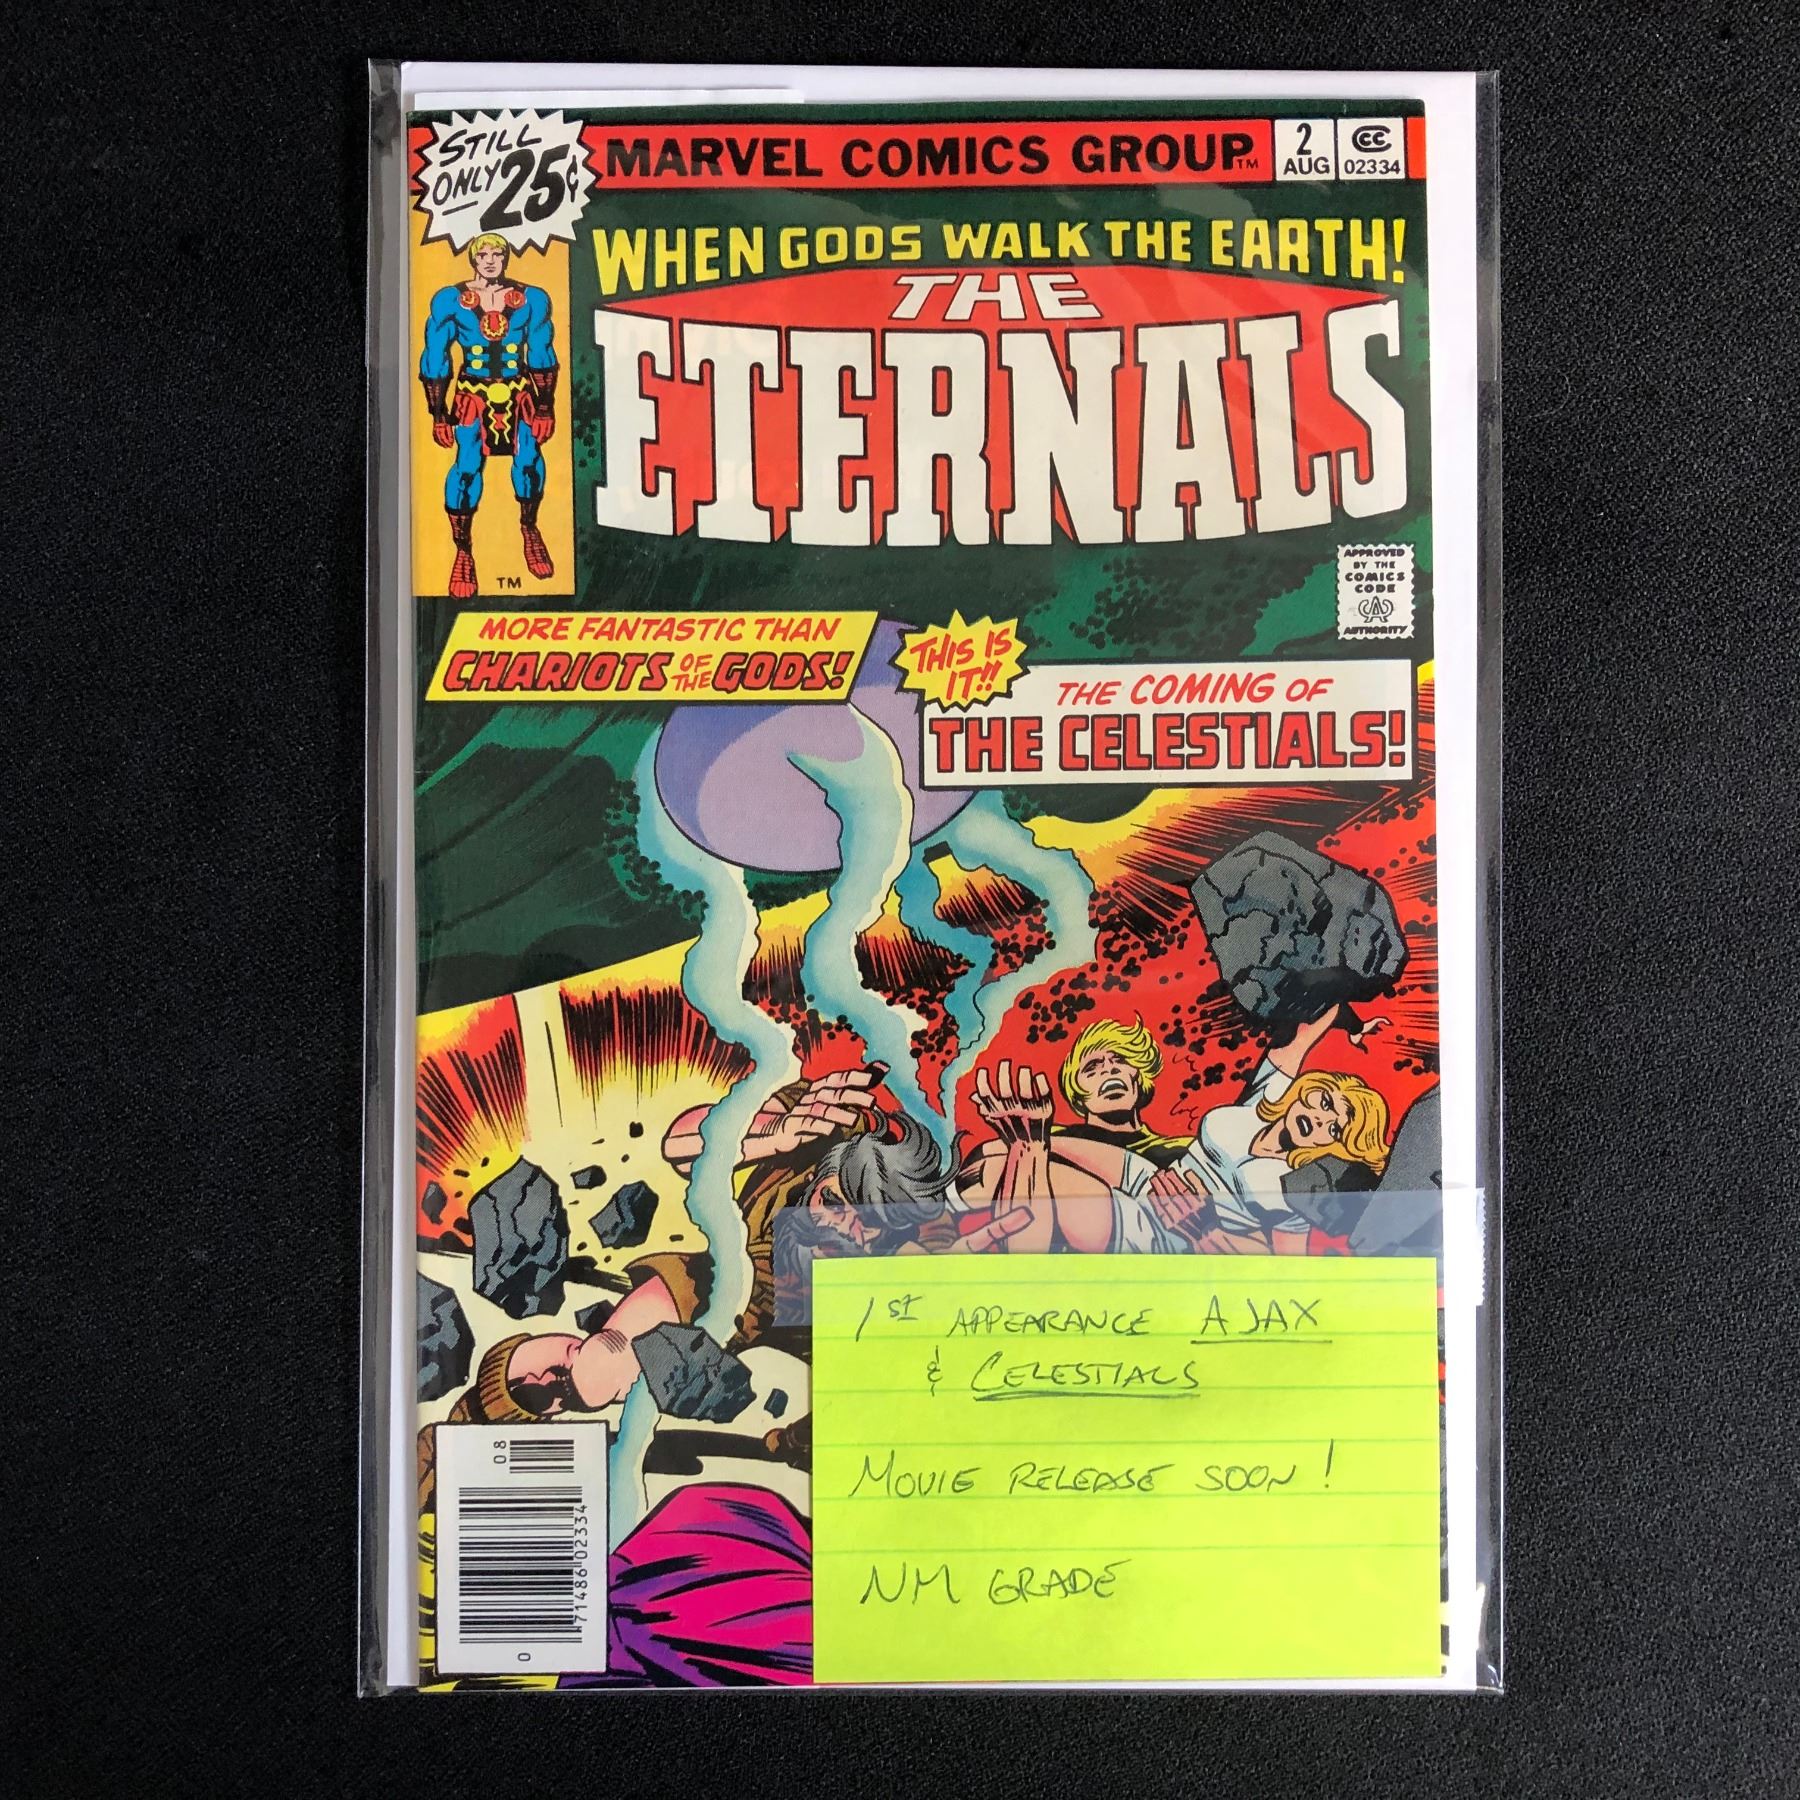 STILL
ONLY 25¢
MARVEL COMICS GROUP TM
2
AUG
CC
02334
WHEN GODS WALK THE EARTH!
THE
ETERNALS
TM
APPROVED
BY THE
COMICS
CODE
CA
AUTHORITY
MORE FANTASTIC THAN
CHARIOTS OF THE GODS!
THIS IS
IT!!
THE COMING OF
THE CELESTIALS!
1ST APPEARANCE AJAX
& CELESTIALS
MOVIE RELEASE SOON!
NM GRADE
08
71486 02334
0